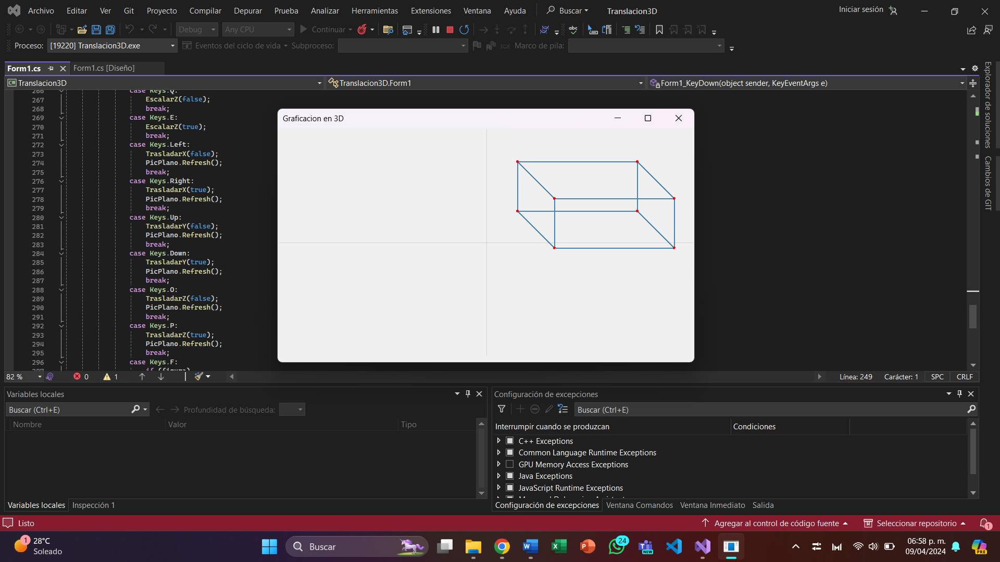 Archivo Editar Ver Git Proyecto Compilar Depurar Prueba Analizar Herramientas Extensiones Ventana Ayuda Buscar Translacion3D Iniciar sesión
Debug Any CPU Continuar
Proceso: [19220] Translacion3D.exe Eventos del ciclo de vida Subproceso: Marco de pila:
Form1.cs Form1.cs [Diseño]
Translacion3D Translacion3D.Form1 Form1_KeyDown(object sender, KeyEventArgs e)
266 case Keys.Q:
267 EscalarZ(false);
268 break;
269 case Keys.E:
270 EscalarZ(true);
271 break;
272 case Keys.Left:
273 TrasladarX(false);
274 PicPlano.Refresh();
275 break;
276 case Keys.Right:
277 TrasladarX(true);
278 PicPlano.Refresh();
279 break;
280 case Keys.Up:
281 TrasladarY(false);
282 PicPlano.Refresh();
283 break;
284 case Keys.Down:
285 TrasladarY(true);
286 PicPlano.Refresh();
287 break;
288 case Keys.O:
289 TrasladarZ(false);
290 PicPlano.Refresh();
291 break;
292 case Keys.P:
293 TrasladarZ(true);
294 PicPlano.Refresh();
295 break;
296 case Keys.F:
Graficacion en 3D
Explorador de soluciones
Cambios de GIT
82 % 0 1 Línea: 249 Carácter: 1 SPC CRLF
Variables locales
Buscar (Ctrl+E) Profundidad de búsqueda:
Nombre Valor Tipo
Variables locales Inspección 1
Configuración de excepciones
Buscar (Ctrl+E)
Interrumpir cuando se produzcan Condiciones
C++ Exceptions
Common Language Runtime Exceptions
GPU Memory Access Exceptions
Java Exceptions
JavaScript Runtime Exceptions
Configuración de excepciones Ventana Comandos Ventana Inmediato Salida
Listo Agregar al control de código fuente Seleccionar repositorio 1
1 28°C
Soleado
Buscar
24
NEW
06:58 p. m.
09/04/2024
PRE